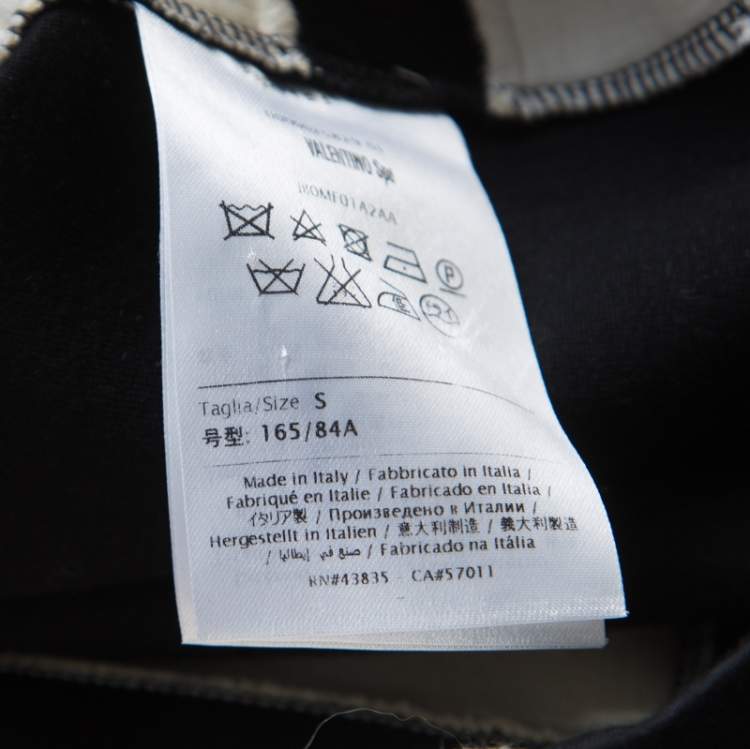 VALENTINO SpA
Taglia/Size S
号型: 165/84A
Made in Italy / Fabbricato in Italia /
Fabriqué en Italie / Fabricado en Italia /
イタリア製 / Произведено к Италии /
Hergestellt in Italien / 意大利制造 / 義大利製造
/ صنع في إيطاليا / Fabricado na Itália
RN#43835 - CA#57011